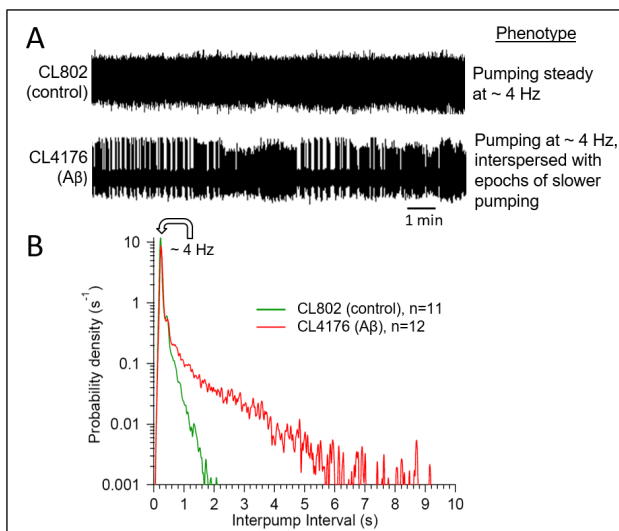 A
Phenotype
CL802
(control)
Pumping steady
at ~ 4 Hz
CL4176
(Aβ)
Pumping at ~ 4 Hz,
interspersed with
epochs of slower
pumping
1 min
B
~ 4 Hz
CL802 (control), n=11
CL4176 (Aβ), n=12
Probability density (s⁻¹)
10
1
0.1
0.01
0.001
0 1 2 3 4 5 6 7 8 9 10
Interpump Interval (s)